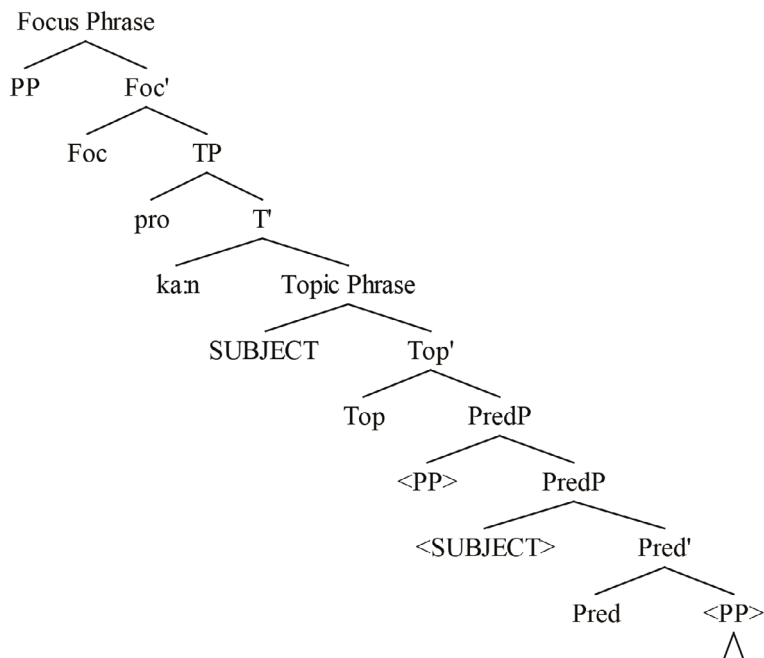 Focus Phrase
PP Foc'
Foc TP
pro T'
ka:n Topic Phrase
SUBJECT Top'
Top PredP
<PP> PredP
<SUBJECT> Pred'
Pred <PP>